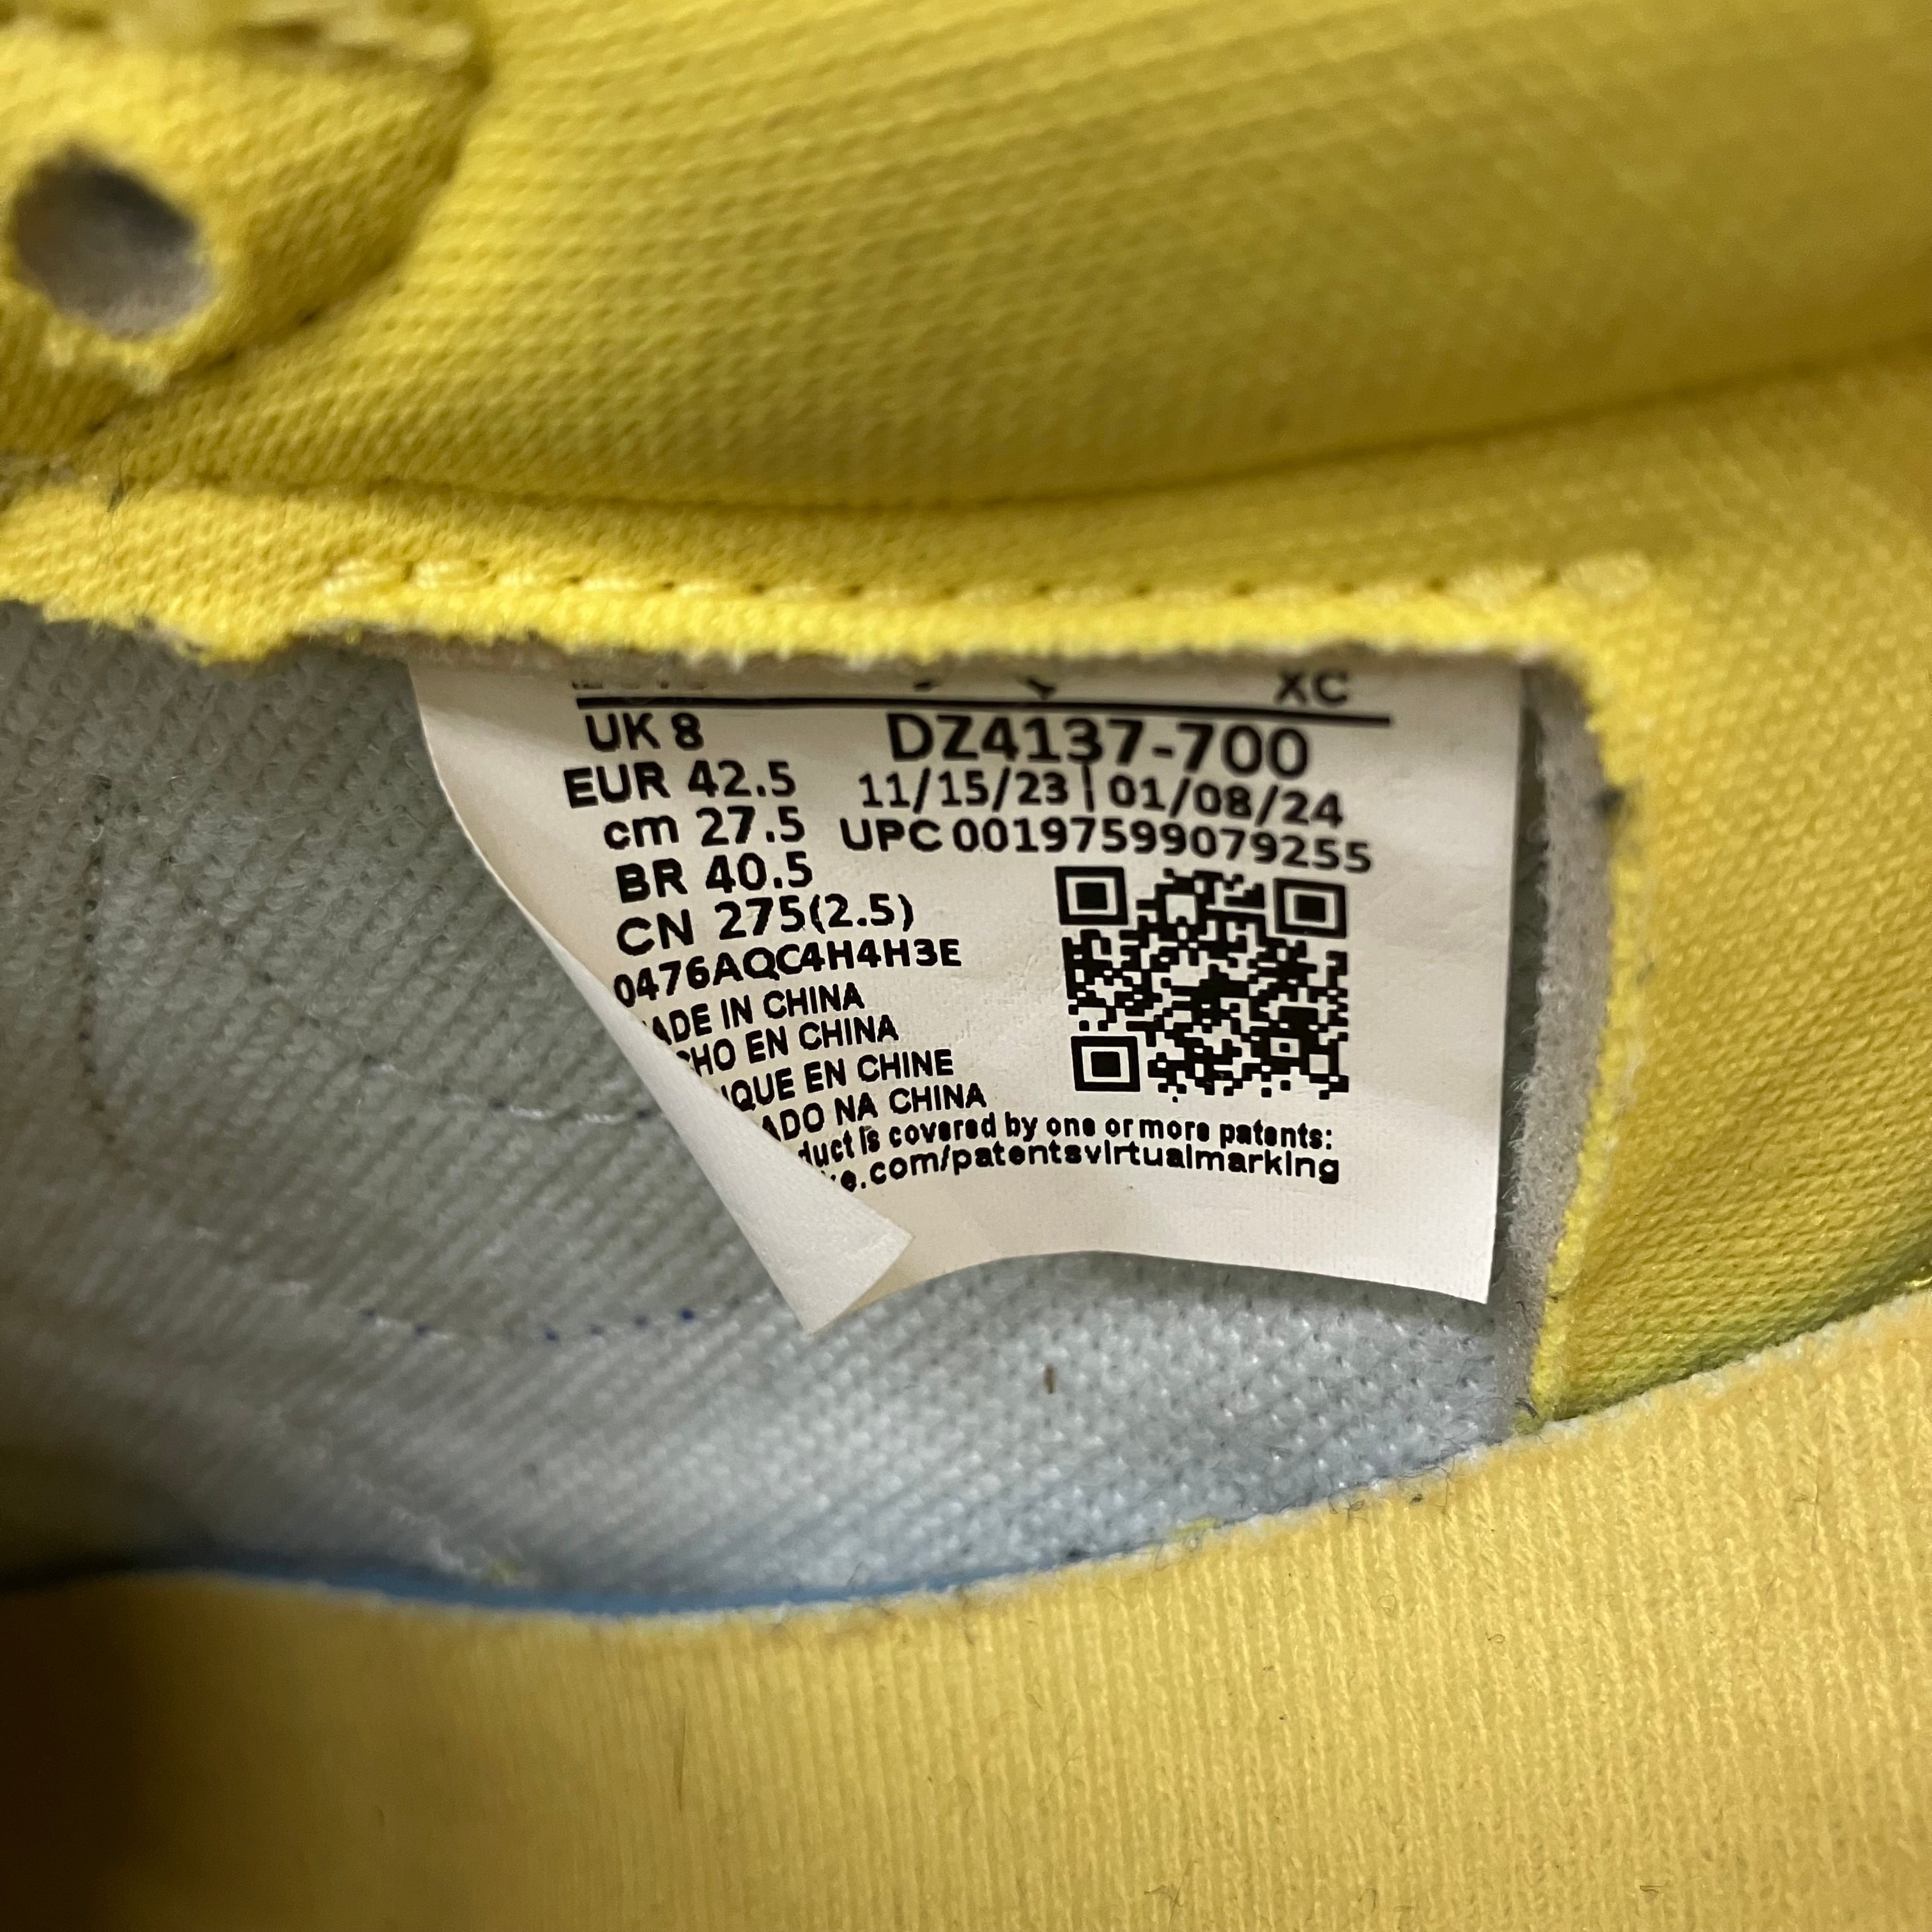 XC
UK 8
EUR 42.5
cm 27.5
BR 40.5
CN 275(2.5)
0476AQC4H4H3E
DZ4137-700
11/15/23 | 01/08/24
UPC 00197599079255
ADE IN CHINA
CHO EN CHINA
IQUE EN CHINE
ADO NA CHINA
duct is covered by one or more patents:
e.com/patentsvirtualmarking